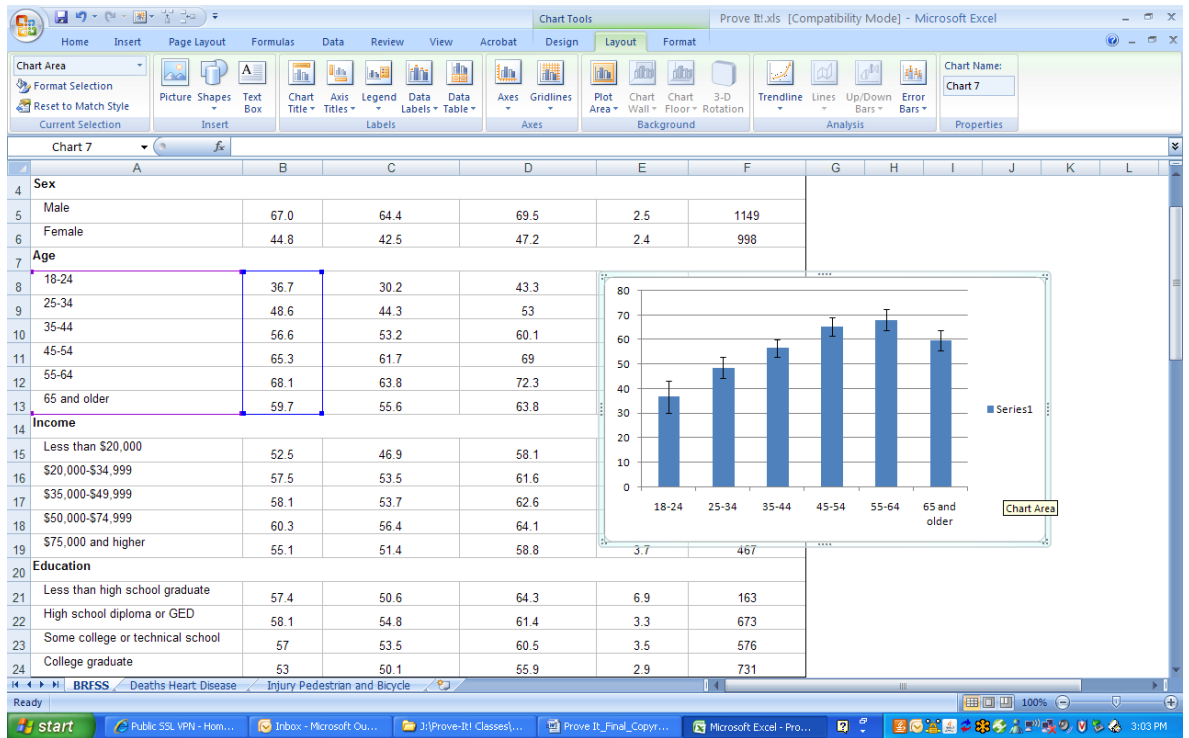 Chart Tools
Prove It!.xls [Compatibility Mode] - Microsoft Excel
Home Insert Page Layout Formulas Data Review View Acrobat Design Layout Format
Chart Area
Format Selection
Reset to Match Style
Current Selection
Picture Shapes Text Box
Insert
Chart Title Axis Titles Legend Data Labels Data Table
Labels
Axes Gridlines
Axes
Plot Area Chart Wall Chart Floor 3-D Rotation
Background
Trendline Lines Up/Down Bars Error Bars
Analysis
Chart Name:
Chart 7
Properties
Chart 7 fx
A B C D E F G H I J K L
4 Sex
5 Male 67.0 64.4 69.5 2.5 1149
6 Female 44.8 42.5 47.2 2.4 998
7 Age
8 18-24 36.7 30.2 43.3
9 25-34 48.6 44.3 53
10 35-44 56.6 53.2 60.1
11 45-54 65.3 61.7 69
12 55-64 68.1 63.8 72.3
13 65 and older 59.7 55.6 63.8
14 Income
15 Less than $20,000 52.5 46.9 58.1
16 $20,000-$34,999 57.5 53.5 61.6
17 $35,000-$49,999 58.1 53.7 62.6
18 $50,000-$74,999 60.3 56.4 64.1
19 $75,000 and higher 55.1 51.4 58.8 3.7 467
20 Education
21 Less than high school graduate 57.4 50.6 64.3 6.9 163
22 High school diploma or GED 58.1 54.8 61.4 3.3 673
23 Some college or technical school 57 53.5 60.5 3.5 576
24 College graduate 53 50.1 55.9 2.9 731
80
70
60
50
40
30
20
10
0
18-24 25-34 35-44 45-54 55-64 65 and older
Series1
Chart Area
BRFSS Deaths Heart Disease Injury Pedestrian and Bicycle
Ready 100%
start Public SSL VPN - Hom... Inbox - Microsoft Ou... J:\Prove-It! Classes\... Prove It_Final_Copyr... Microsoft Excel - Pro... 3:03 PM